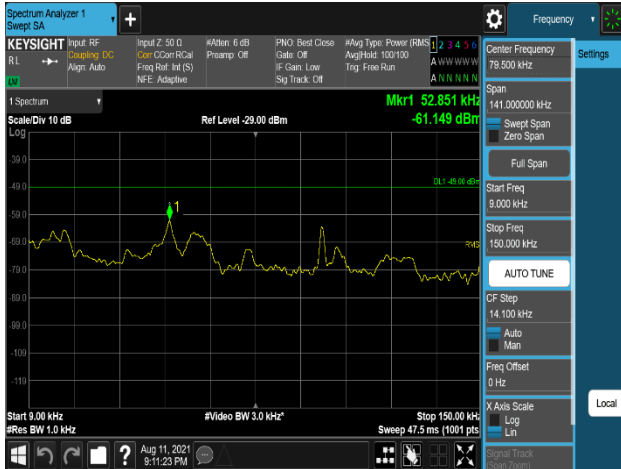 Spectrum Analyzer 1
Swept SA
Frequency
KEYSIGHT
Input: RF
Input Z: 50 Ω
#Atten: 6 dB
PNO: Best Close
#Avg Type: Power (RMS
1 2 3 4 5 6
R L
Coupling: DC
Corr CCorr RCal
Preamp: Off
Gate: Off
Avg|Hold: 100/100
A W W W W W
Align: Auto
Freq Ref: Int (S)
IF Gain: Low
Trig: Free Run
NFE: Adaptive
Sig Track: Off
A N N N N N
1 Spectrum
Mkr1 52.851 kHz
Scale/Div 10 dB
Ref Level -29.00 dBm
-61.149 dBm
Log
-39.0
DL1 -49.00 dBm
-49.0
1
-59.0
-69.0
RMS
-79.0
-89.0
-99.0
-109
-119
Start 9.00 kHz
#Video BW 3.0 kHz*
Stop 150.00 kHz
#Res BW 1.0 kHz
Sweep 47.5 ms (1001 pts
Aug 11, 2021
9:11:23 PM
?
Center Frequency
79.500 kHz
Settings
Span
141.000000 kHz
Swept Span
Zero Span
Full Span
Start Freq
9.000 kHz
Stop Freq
150.000 kHz
AUTO TUNE
CF Step
14.100 kHz
Auto
Man
Freq Offset
0 Hz
X Axis Scale
Log
Lin
Local
Signal Track
(Span Zoom)